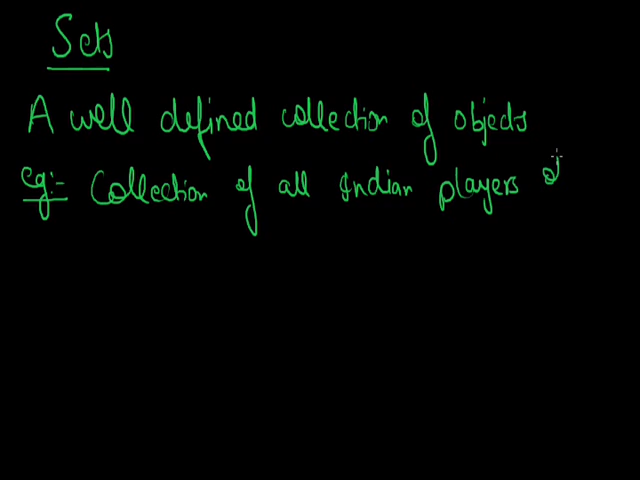 Sets
A well defined collection of objects
eg:- Collection of all Indian players